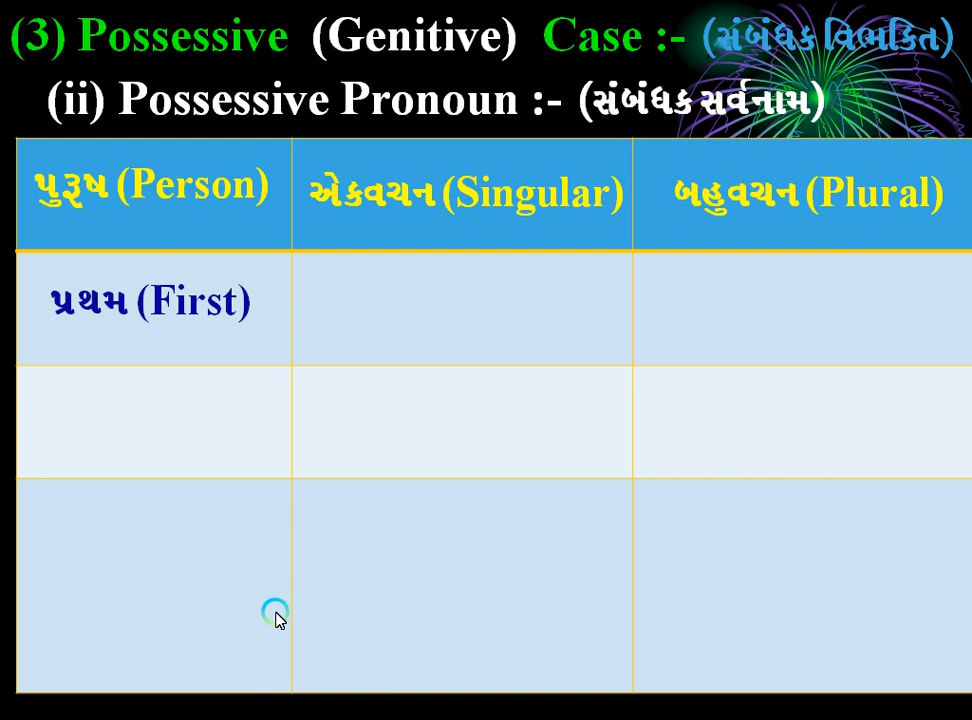 (3) Possessive (Genitive) Case :- (સંબંધક વિભકિત)
(ii) Possessive Pronoun :- (સંબંધક સર્વનામ)
પુરૂષ (Person) એકવચન (Singular) બહુવચન (Plural)
પ્રથમ (First)